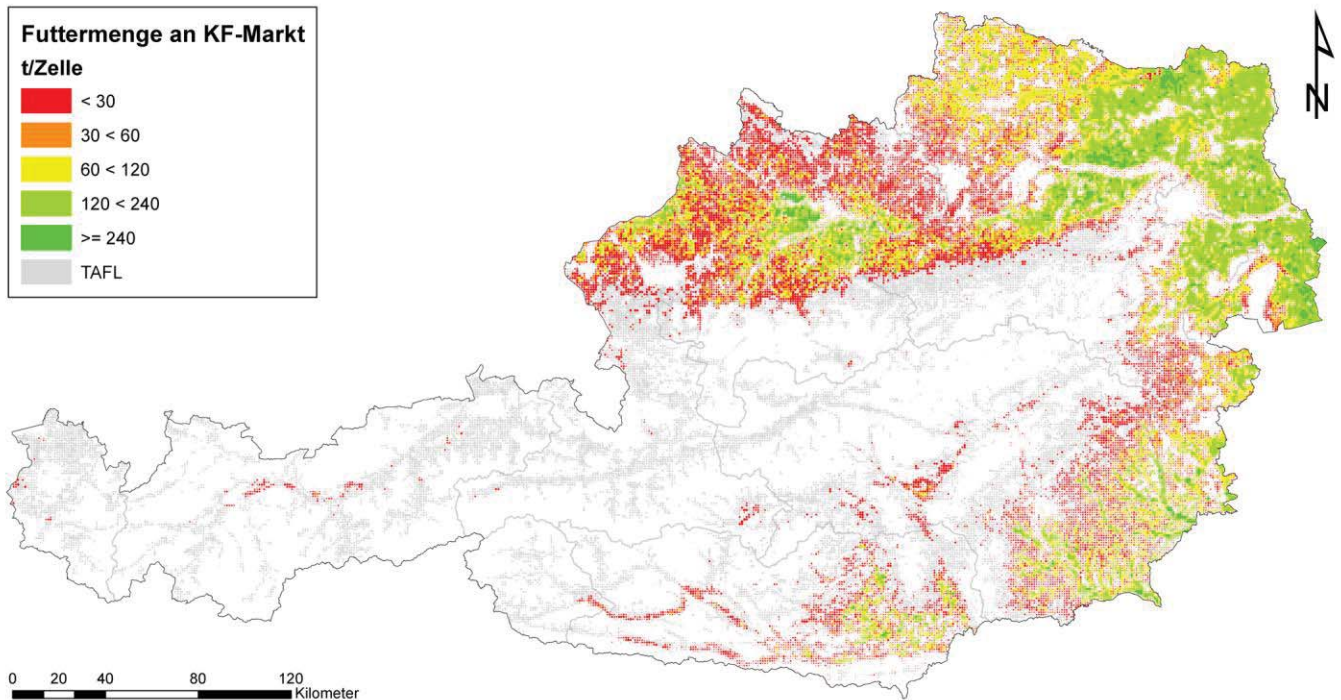 Futtermenge an KF-Markt
t/Zelle
< 30
30 < 60
60 < 120
120 < 240
>= 240
TAFL
N
0 20 40 80 120
Kilometer